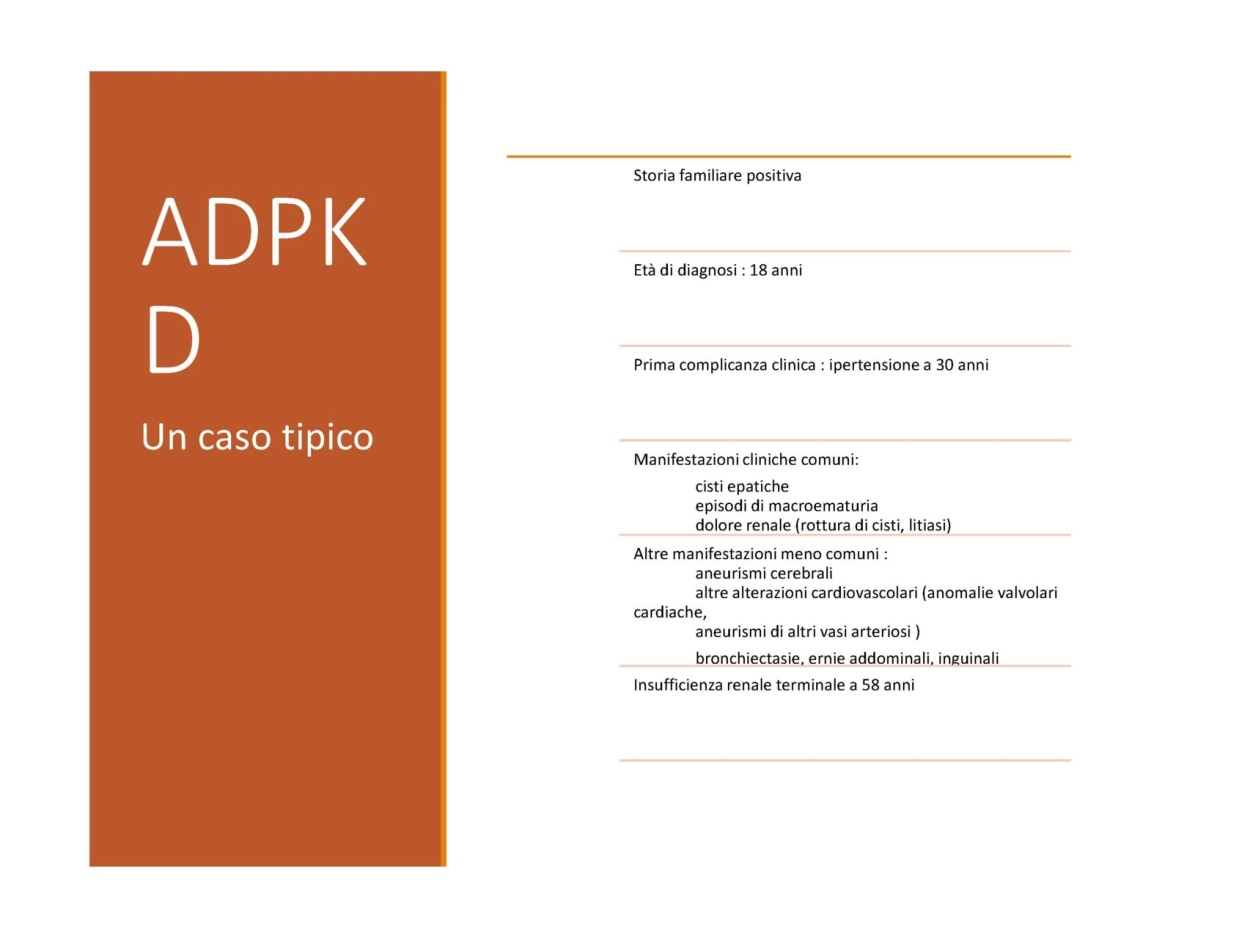 ADPK
D
Un caso tipico
Storia familiare positiva
Età di diagnosi : 18 anni
Prima complicanza clinica : ipertensione a 30 anni
Manifestazioni cliniche comuni:
cisti epatiche
episodi di macroematuria
dolore renale (rottura di cisti, litiasi)
Altre manifestazioni meno comuni :
aneurismi cerebrali
altre alterazioni cardiovascolari (anomalie valvolari
cardiache,
aneurismi di altri vasi arteriosi )
bronchiectasie, ernie addominali, inguinali
Insufficienza renale terminale a 58 anni